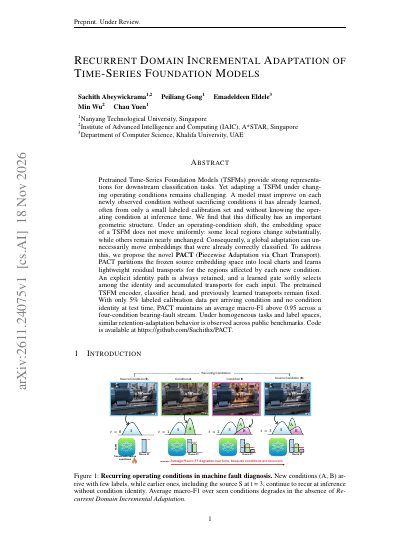 Preprint. Under Review.
RECURRENT DOMAIN INCREMENTAL ADAPTATION OF
TIME-SERIES FOUNDATION MODELS
Sachith Abeywickrama1,2 Peiliang Gong1 Emadeldeen Eldele3
Min Wu2 Chau Yuen1
1Nanyang Technological University, Singapore
2Institute of Advanced Intelligence and Computing (IAIC), A*STAR, Singapore
3Department of Computer Science, Khalifa University, UAE
arXiv:2611.24075v1 [cs.AI] 18 Nov 2026
ABSTRACT
Pretrained Time-Series Foundation Models (TSFMs) provide strong representa-
tions for downstream classification tasks. Yet adapting a TSFM under chang-
ing operating conditions remains challenging. A model must improve on each
newly observed condition without sacrificing conditions it has already learned,
often from only a small labeled calibration set and without knowing the oper-
ating condition at inference time. We find that this difficulty has an important
geometric structure. Under an operating-condition shift, the embedding space
of a TSFM does not move uniformly: some local regions change substantially,
while others remain nearly unchanged. Consequently, a global adaptation can un-
necessarily move embeddings that were already correctly classified. To address
this, we propose the novel PACT (Piecewise Adaptation via Chart Transport).
PACT partitions the frozen source embedding space into local charts and learns
lightweight residual transports for the regions affected by each new condition.
An explicit identity path is always retained, and a learned gate softly selects
among the identity and accumulated transports for each input. The pretrained
TSFM encoder, classifier head, and previously learned transports remain fixed.
With only 5% labeled calibration data per arriving condition and no condition
identity at test time, PACT maintains an average macro-F1 above 0.95 across a
four-condition bearing-fault stream. Under homogeneous tasks and label spaces,
similar retention-adaptation behavior is observed across public benchmarks. Code
is available at https://github.com/Sachithx/PACT.
1 INTRODUCTION
Recurring Condition
Figure 1: Recurring operating conditions in machine fault diagnosis. New conditions (A, B) ar-
rive with few labels, while earlier ones, including the source S at t = 3, continue to recur at inference
without condition identity. Average macro-F1 over seen conditions degrades in the absence of Re-
current Domain Incremental Adaptation.
1